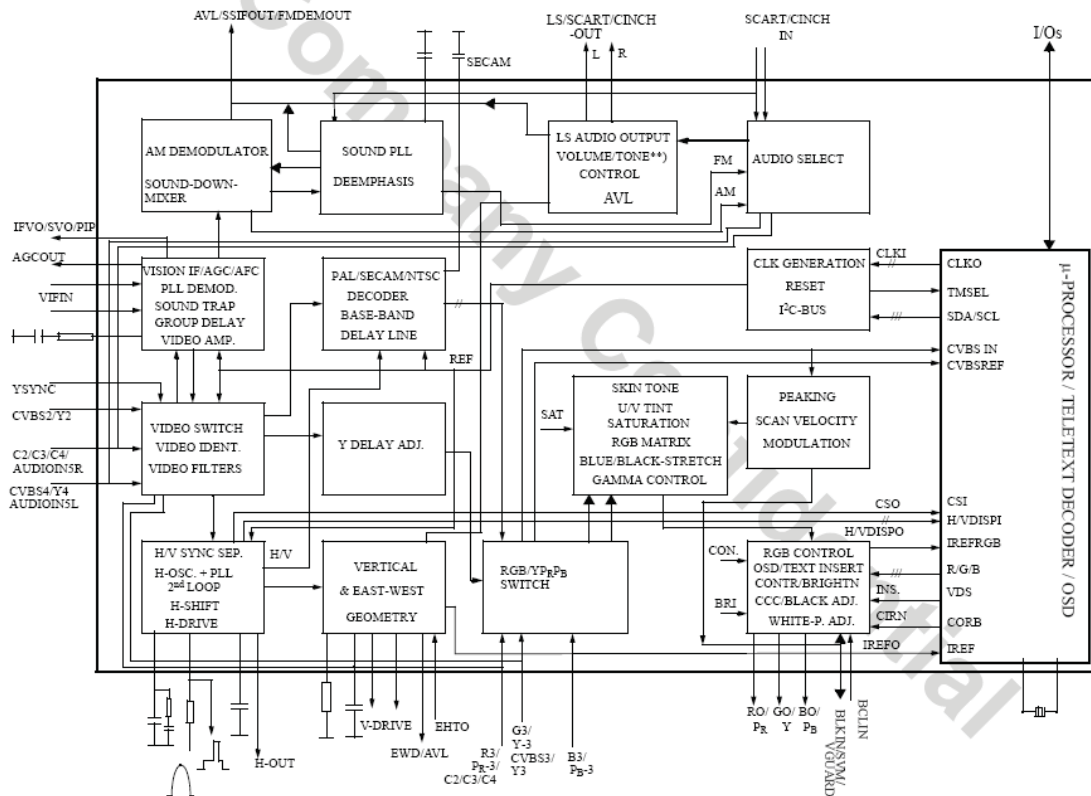 AVL/SSIFOUT/FMDEMOUT
LS/SCART/CINCH
-OUT
L
R
SCART/CINCH
IN
I/Os
SECAM
AM DEMODULATOR
SOUND-DOWN-
MIXER
SOUND PLL
DEEMPHASIS
LS AUDIO OUTPUT
VOLUME/TONE**)
CONTROL
AVL
FM
AM
AUDIO SELECT
IFVO/SVO/PIP
AGCOUT
VIFIN
VISION IF/AGC/AFC
PLL DEMOD.
SOUND TRAP
GROUP DELAY
VIDEO AMP.
PAL/SECAM/NTSC
DECODER
BASE-BAND
DELAY LINE
REF
CLK GENERATION
RESET
I²C-BUS
CLKI
CLKO
TMSEL
SDA/SCL
CVBS IN
CVBSREF
µ-PROCESSOR / TELETEXT DECODER / OSD
YSYNC
CVBS2/Y2
C2/C3/C4/
AUDIOIN5R
CVBS4/Y4
AUDIOIN5L
VIDEO SWITCH
VIDEO IDENT.
VIDEO FILTERS
Y DELAY ADJ.
SAT
SKIN TONE
U/V TINT
SATURATION
RGB MATRIX
BLUE/BLACK-STRETCH
GAMMA CONTROL
PEAKING
SCAN VELOCITY
MODULATION
CSO
CSI
H/VDISPI
H/VDISPO
IREFRGB
R/G/B
INS.
VDS
CIRN
CORB
IREFO
IREF
H/V SYNC SEP.
H-OSC. + PLL
2nd LOOP
H-SHIFT
H-DRIVE
H/V
VERTICAL
& EAST-WEST
GEOMETRY
RGB/YPRPB
SWITCH
CON.
BRI
RGB CONTROL
OSD/TEXT INSERT
CONTR/BRIGHTN
CCC/BLACK ADJ.
WHITE-P. ADJ.
H-OUT
V-DRIVE
EWD/AVL
EHTO
R3/
PR-3/
C2/C3/C4
G3/
Y-3
CVBS3/
Y3
B3/
PB-3
RO/
PR
GO/
Y
BO/
PB
BCLIN
BLKIN/SVM/
VGUARD
Company Confidential